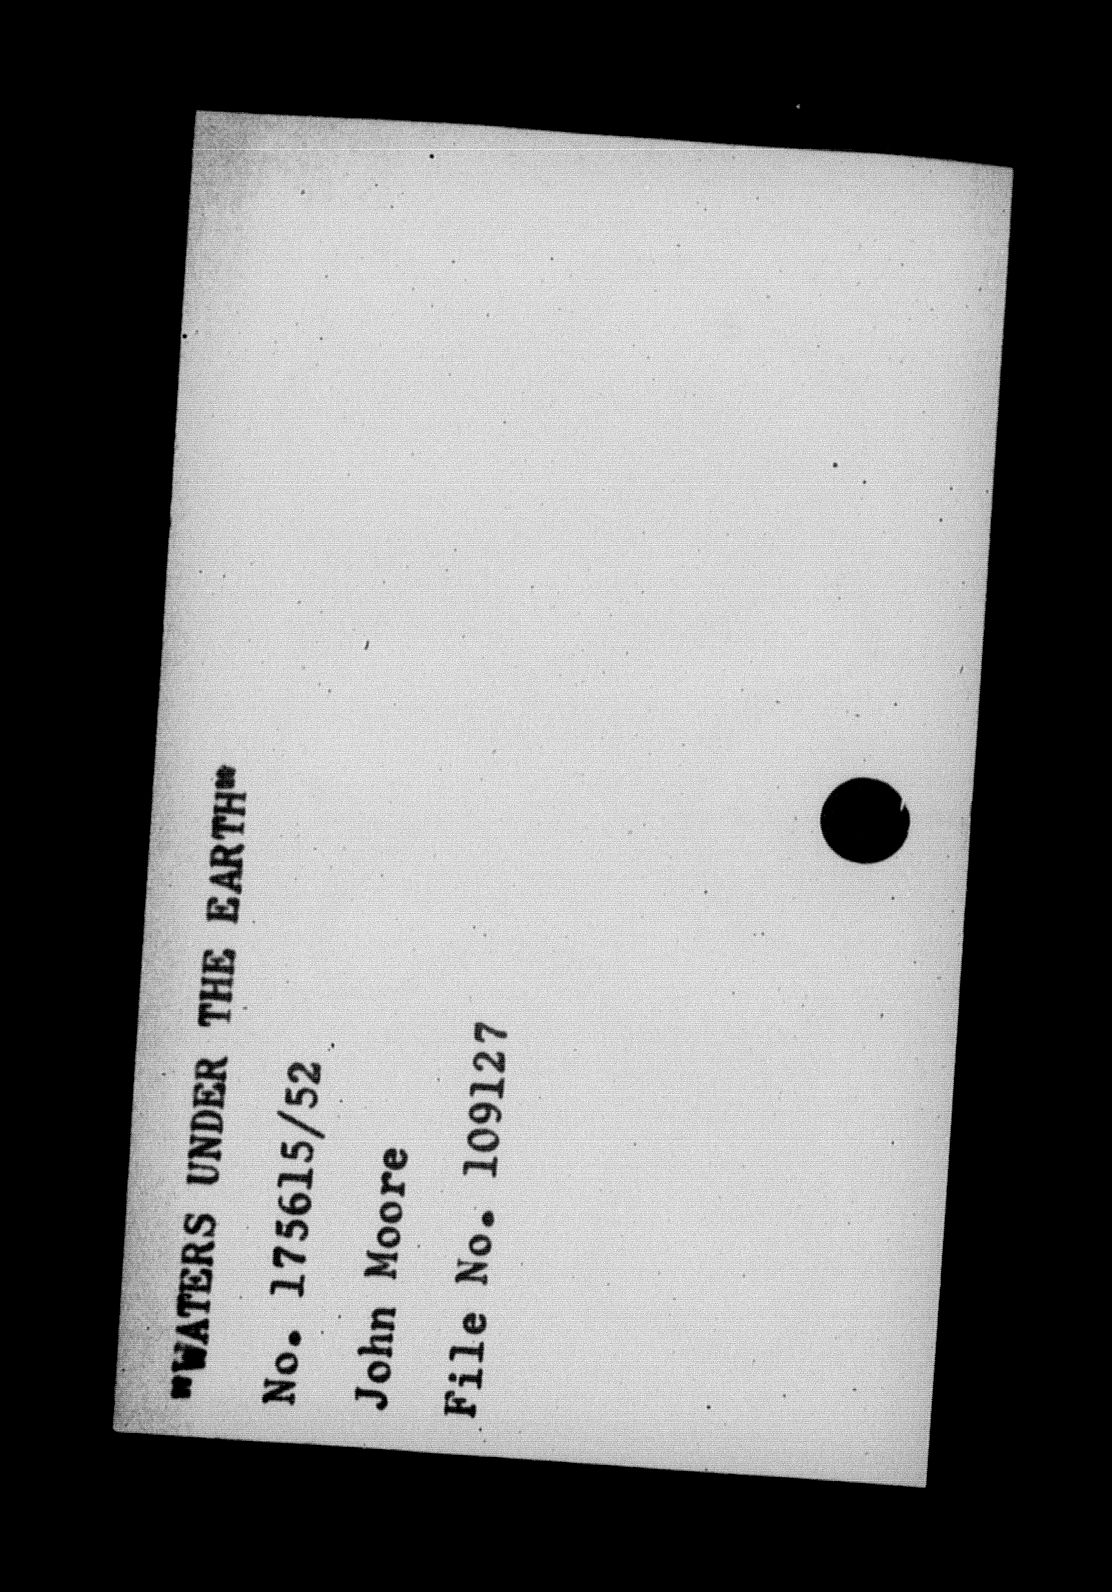 "WATERS UNDER THE EARTH"
No. 175615/52
John Moore
File No. 109127